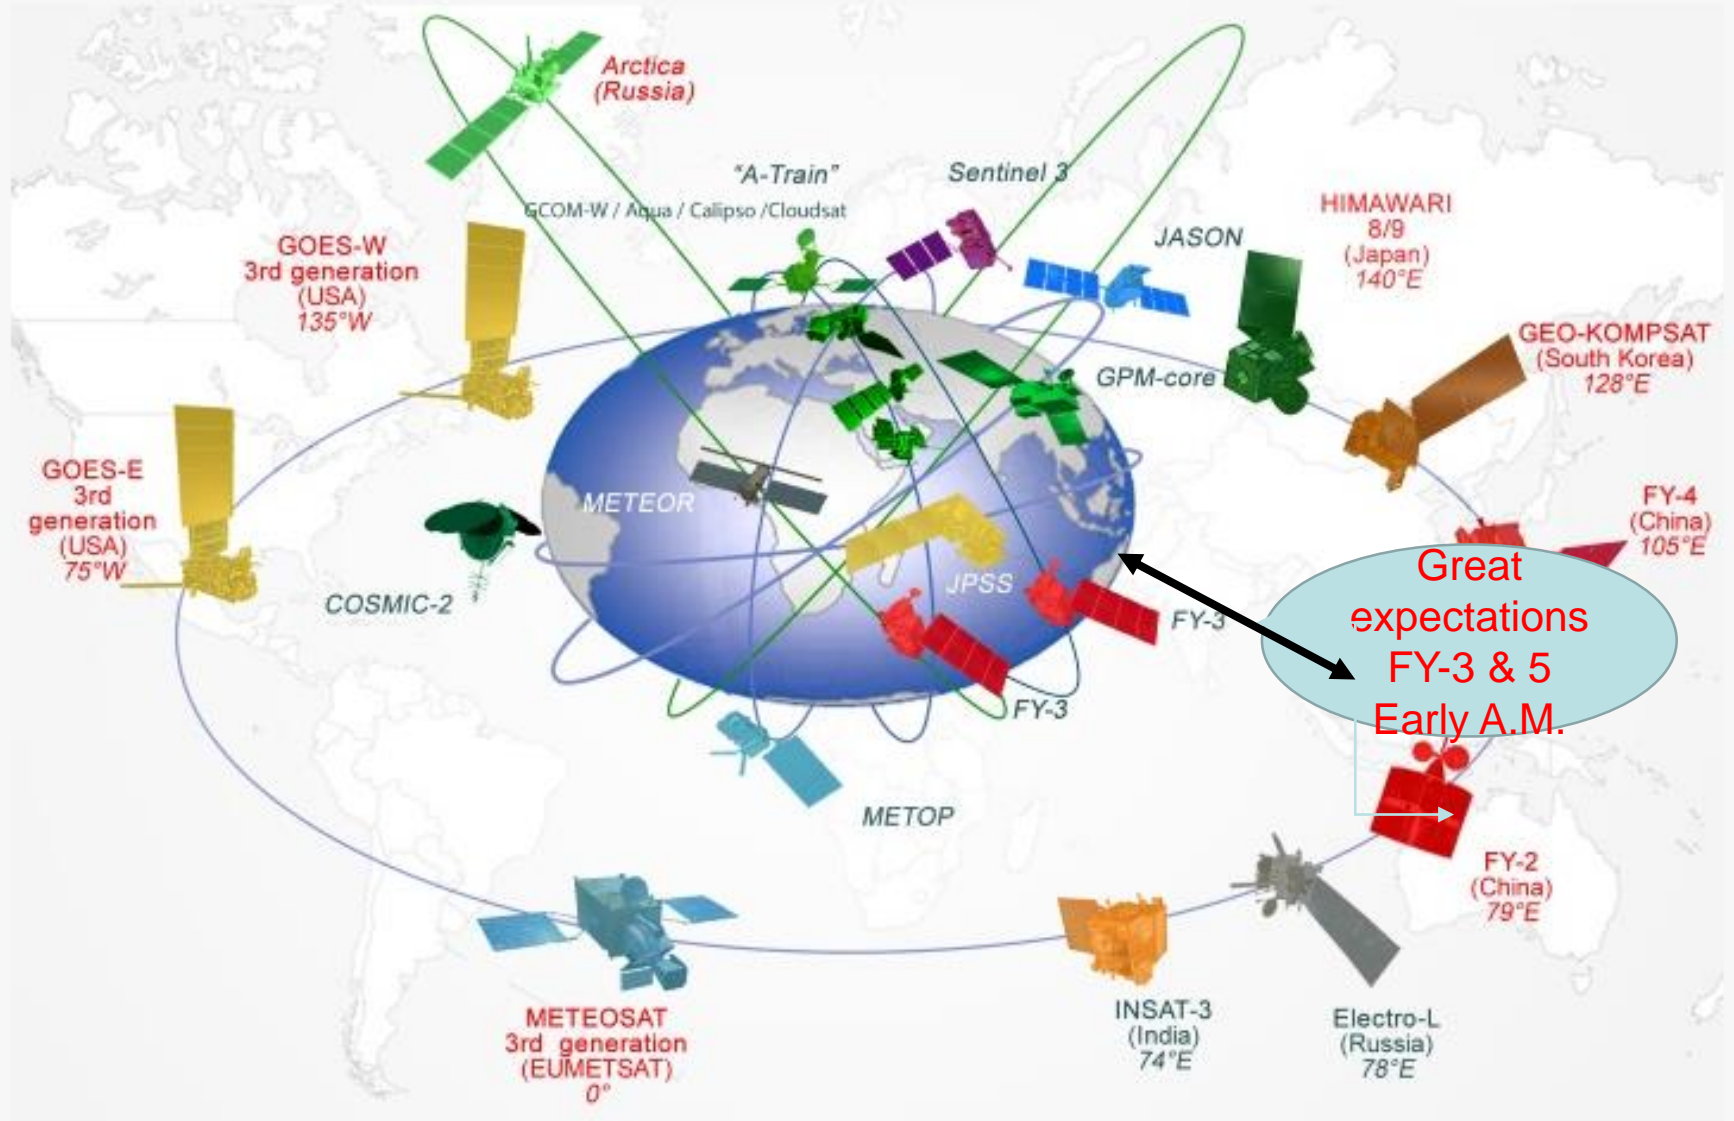 Arctica
(Russia)
"A-Train"
GCOM-W / Aqua / Calipso /Cloudsat
Sentinel 3
JASON
HIMAWARI
8/9
(Japan)
140°E
GOES-W
3rd generation
(USA)
135°W
GEO-KOMPSAT
(South Korea)
128°E
GPM-core
GOES-E
3rd
generation
(USA)
75°W
METEOR
COSMIC-2
JPSS
FY-3
FY-3
FY-4
(China)
105°E
Great
expectations
FY-3 & 5
Early A.M.
METOP
FY-2
(China)
79°E
METEOSAT
3rd generation
(EUMETSAT)
0°
INSAT-3
(India)
74°E
Electro-L
(Russia)
78°E